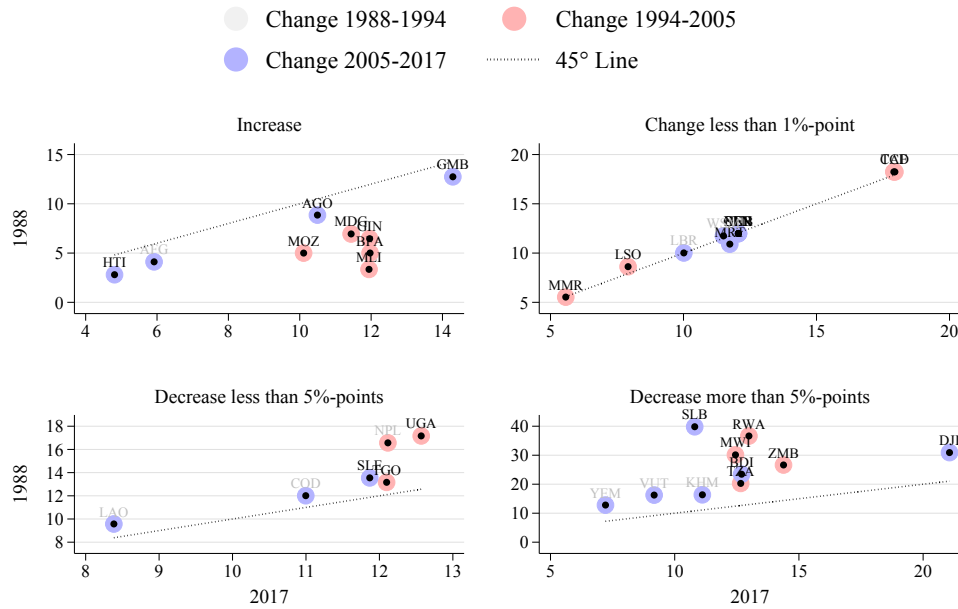 Change 1988-1994
Change 1994-2005
Change 2005-2017
45° Line
Increase
1988
15
10
5
0
4
6
8
10
12
14
HTI
AFG
AGO
GMB
MOZ
MDG
GIN
BFA
MLI
Change less than 1%-point
20
15
10
5
5
10
15
20
MMR
LSO
LBR
MRT
TCD
Decrease less than 5%-points
1988
18
16
14
12
10
8
8
9
10
11
12
13
2017
LAO
COD
SLE
TGO
NPL
UGA
Decrease more than 5%-points
40
30
20
10
0
5
10
15
20
2017
YEM
VUT
KHM
SLB
MWI
RWA
BDI
TZA
ZMB
DJI